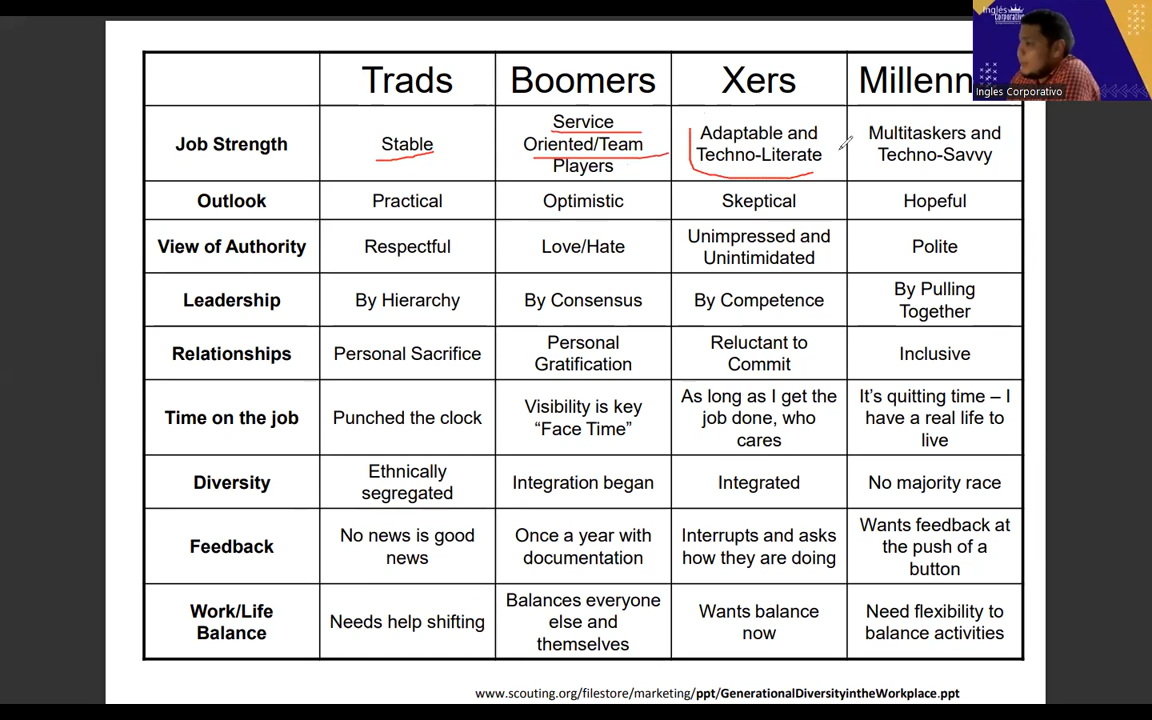 Inglés
Corporativo
Ingles Corporativo
Trads Boomers Xers Millenn
Job Strength Stable Service Oriented/Team Players Adaptable and Techno-Literate Multitaskers and Techno-Savvy
Outlook Practical Optimistic Skeptical Hopeful
View of Authority Respectful Love/Hate Unimpressed and Unintimidated Polite
Leadership By Hierarchy By Consensus By Competence By Pulling Together
Relationships Personal Sacrifice Personal Gratification Reluctant to Commit Inclusive
Time on the job Punched the clock Visibility is key “Face Time” As long as I get the job done, who cares It’s quitting time – I have a real life to live
Diversity Ethnically segregated Integration began Integrated No majority race
Feedback No news is good news Once a year with documentation Interrupts and asks how they are doing Wants feedback at the push of a button
Work/Life Balance Needs help shifting Balances everyone else and themselves Wants balance now Need flexibility to balance activities
www.scouting.org/filestore/marketing/ppt/GenerationalDiversityintheWorkplace.ppt